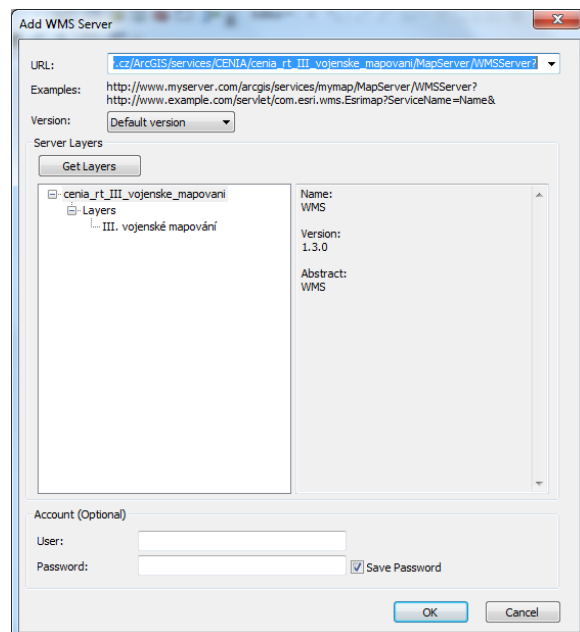 Add WMS Server
URL:
.cz/ArcGIS/services/CENIA/cenia_rt_III_vojenske_mapovani/MapServer/WMSServer?
Examples:
http://www.myserver.com/arcgis/services/mymap/MapServer/WMSServer?
http://www.example.com/servlet/com.esri.wms.Esrimap?ServiceName=Name&
Version:
Default version
Server Layers
Get Layers
cenia_rt_III_vojenske_mapovani
Layers
III. vojenské mapování
Name:
WMS
Version:
1.3.0
Abstract:
WMS
Account (Optional)
User:
Password:
Save Password
OK
Cancel